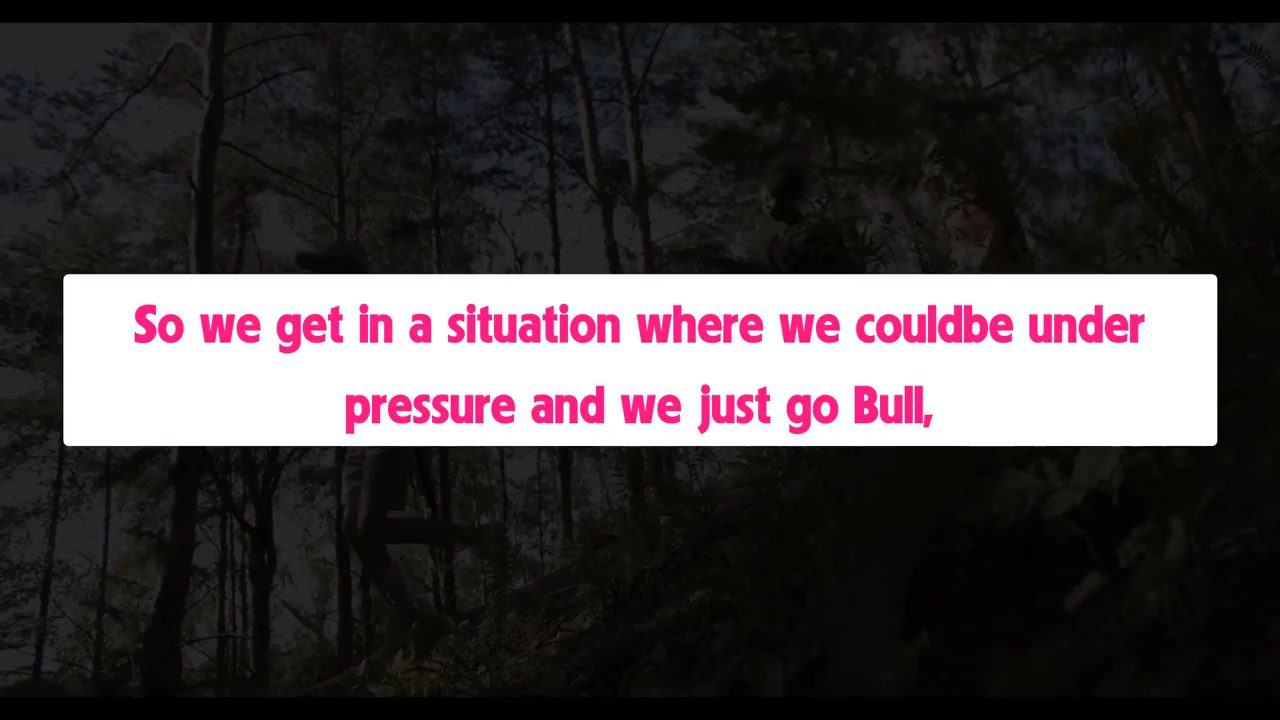 So we get in a situation where we couldbe under
pressure and we just go Bull,